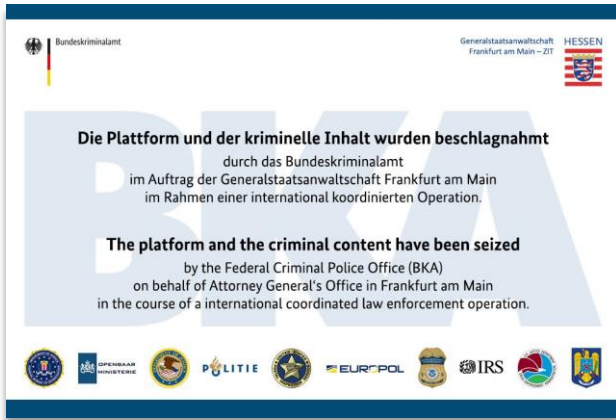 Bundeskriminalamt
Generalstaatsanwaltschaft
Frankfurt am Main – ZIT
HESSEN
BKA
Die Plattform und der kriminelle Inhalt wurden beschlagnahmt
durch das Bundeskriminalamt
im Auftrag der Generalstaatsanwaltschaft Frankfurt am Main
im Rahmen einer international koordinierten Operation.
The platform and the criminal content have been seized
by the Federal Criminal Police Office (BKA)
on behalf of Attorney General's Office in Frankfurt am Main
in the course of a international coordinated law enforcement operation.
OPENBAAR
MINISTERIE
POLITIE
EUROPOL
IRS